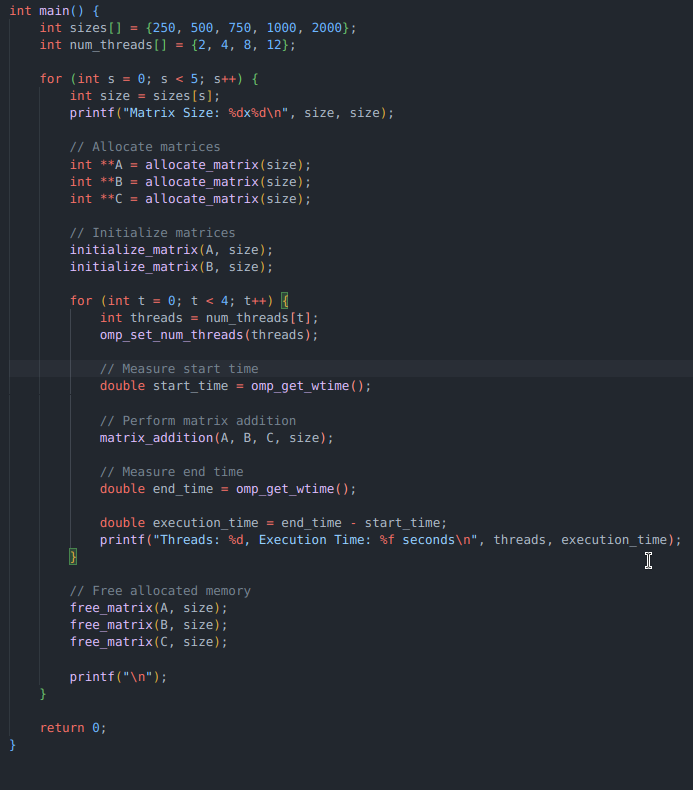 int main() {
    int sizes[] = {250, 500, 750, 1000, 2000};
    int num_threads[] = {2, 4, 8, 12};

    for (int s = 0; s < 5; s++) {
        int size = sizes[s];
        printf("Matrix Size: %dx%d\n", size, size);

        // Allocate matrices
        int **A = allocate_matrix(size);
        int **B = allocate_matrix(size);
        int **C = allocate_matrix(size);

        // Initialize matrices
        initialize_matrix(A, size);
        initialize_matrix(B, size);

        for (int t = 0; t < 4; t++) {
            int threads = num_threads[t];
            omp_set_num_threads(threads);

            // Measure start time
            double start_time = omp_get_wtime();

            // Perform matrix addition
            matrix_addition(A, B, C, size);

            // Measure end time
            double end_time = omp_get_wtime();

            double execution_time = end_time - start_time;
            printf("Threads: %d, Execution Time: %f seconds\n", threads, execution_time);
        }

        // Free allocated memory
        free_matrix(A, size);
        free_matrix(B, size);
        free_matrix(C, size);

        printf("\n");
    }

    return 0;
}